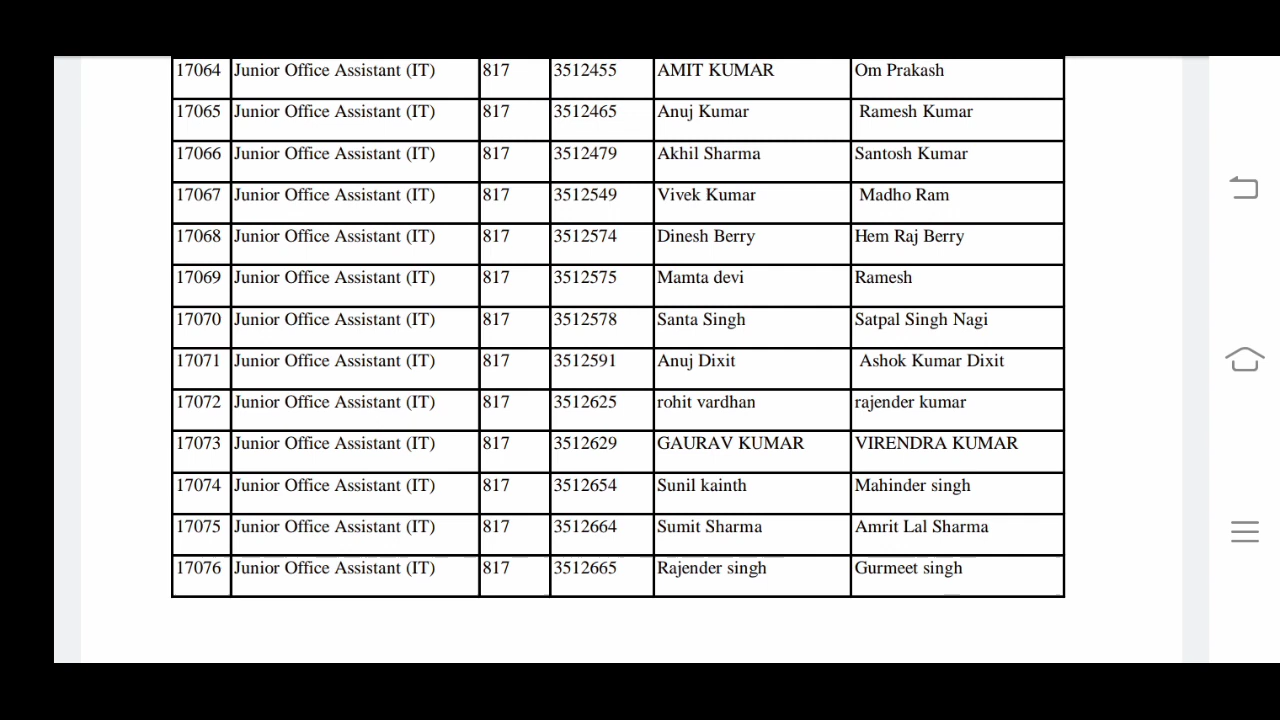 17064 Junior Office Assistant (IT) 817 3512455 AMIT KUMAR Om Prakash
17065 Junior Office Assistant (IT) 817 3512465 Anuj Kumar Ramesh Kumar
17066 Junior Office Assistant (IT) 817 3512479 Akhil Sharma Santosh Kumar
17067 Junior Office Assistant (IT) 817 3512549 Vivek Kumar Madho Ram
17068 Junior Office Assistant (IT) 817 3512574 Dinesh Berry Hem Raj Berry
17069 Junior Office Assistant (IT) 817 3512575 Mamta devi Ramesh
17070 Junior Office Assistant (IT) 817 3512578 Santa Singh Satpal Singh Nagi
17071 Junior Office Assistant (IT) 817 3512591 Anuj Dixit Ashok Kumar Dixit
17072 Junior Office Assistant (IT) 817 3512625 rohit vardhan rajender kumar
17073 Junior Office Assistant (IT) 817 3512629 GAURAV KUMAR VIRENDRA KUMAR
17074 Junior Office Assistant (IT) 817 3512654 Sunil kainth Mahinder singh
17075 Junior Office Assistant (IT) 817 3512664 Sumit Sharma Amrit Lal Sharma
17076 Junior Office Assistant (IT) 817 3512665 Rajender singh Gurmeet singh